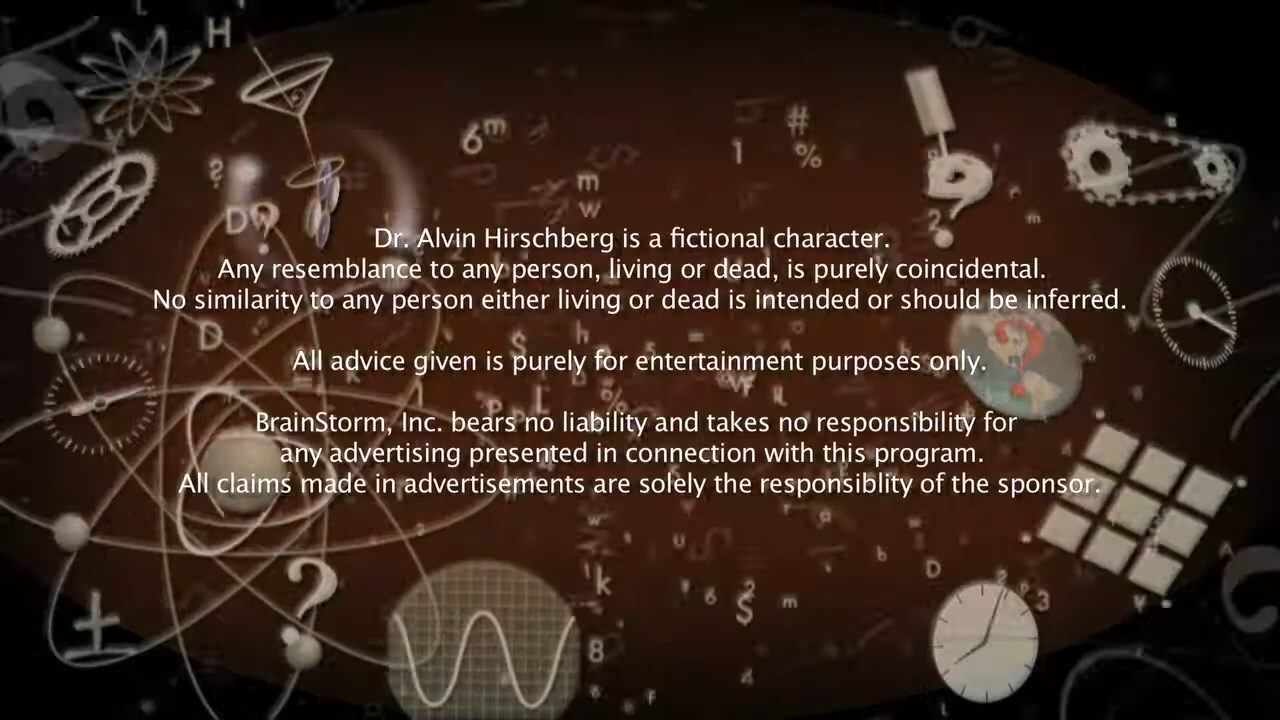 Dr. Alvin Hirschberg is a fictional character.
Any resemblance to any person, living or dead, is purely coincidental.
No similarity to any person either living or dead is intended or should be inferred.
All advice given is purely for entertainment purposes only.
BrainStorm, Inc. bears no liability and takes no responsibility for
any advertising presented in connection with this program.
All claims made in advertisements are solely the responsiblity of the sponsor.